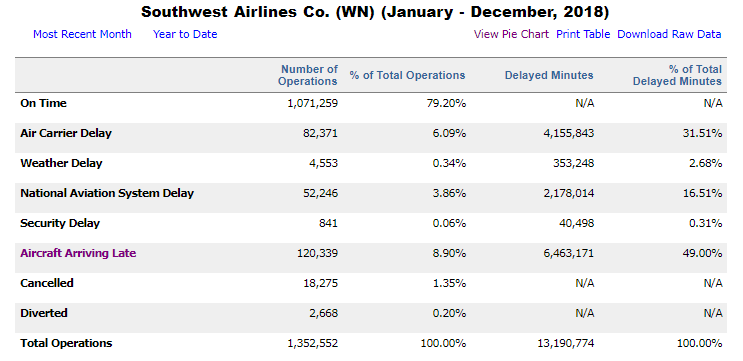 Southwest Airlines Co. (WN) (January - December, 2018)
Most Recent Month Year to Date View Pie Chart Print Table Download Raw Data
Number of Operations % of Total Operations Delayed Minutes % of Total Delayed Minutes
On Time 1,071,259 79.20% N/A N/A
Air Carrier Delay 82,371 6.09% 4,155,843 31.51%
Weather Delay 4,553 0.34% 353,248 2.68%
National Aviation System Delay 52,246 3.86% 2,178,014 16.51%
Security Delay 841 0.06% 40,498 0.31%
Aircraft Arriving Late 120,339 8.90% 6,463,171 49.00%
Cancelled 18,275 1.35% N/A N/A
Diverted 2,668 0.20% N/A N/A
Total Operations 1,352,552 100.00% 13,190,774 100.00%